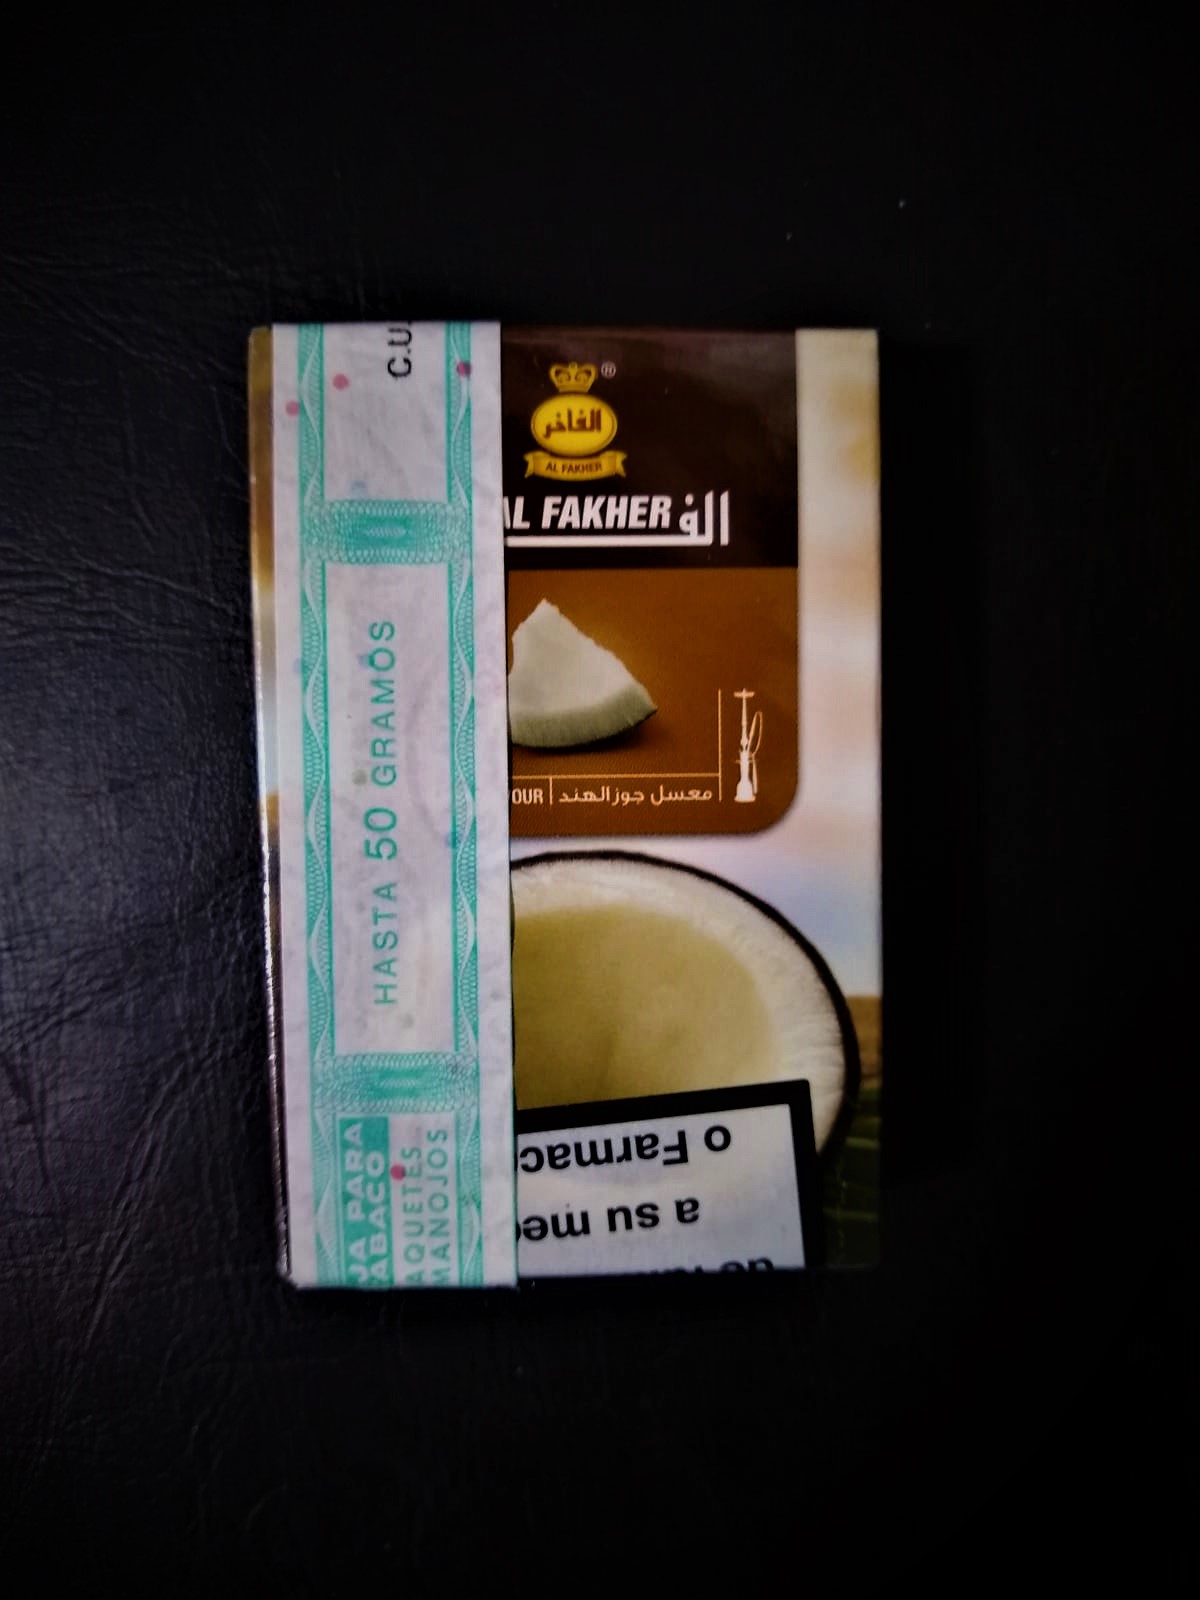 C.U.
HASTA 50 GRAMOS
JA PARA
ABACO
AQUETES
MANOJOS
®
الفاخر
AL FAKHER
AL FAKHER الف
OUR | معسل جوز الهند
a su me
o Farmac